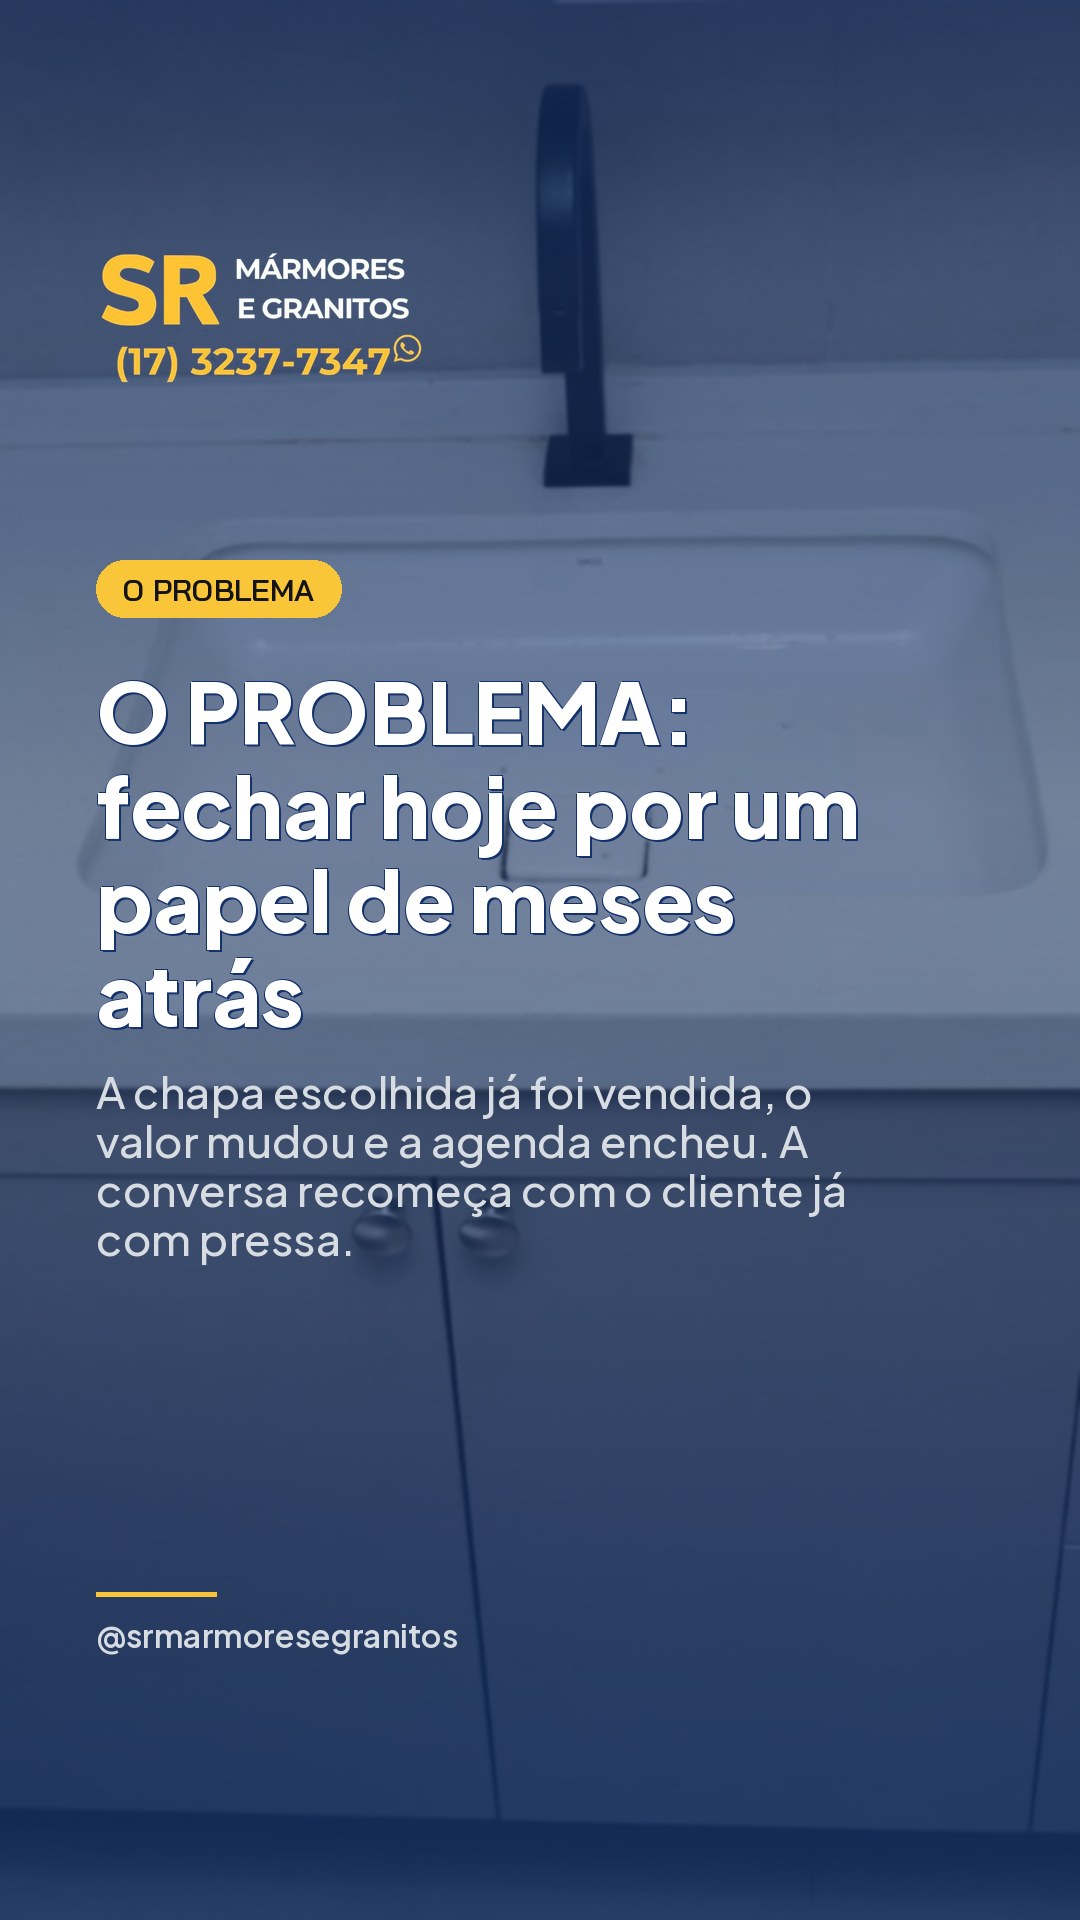 SR MÁRMORES
E GRANITOS
(17) 3237-7347
O PROBLEMA
O PROBLEMA:
fechar hoje por um
papel de meses
atrás
A chapa escolhida já foi vendida, o
valor mudou e a agenda encheu. A
conversa recomeça com o cliente já
com pressa.
@srmarmoresegranitos